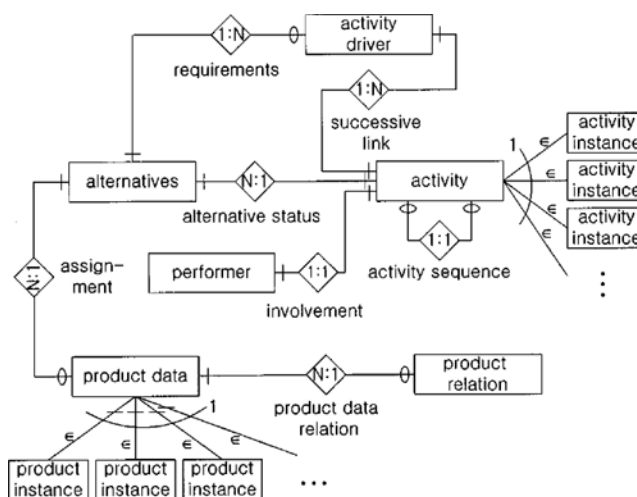 activity
driver
1:N
requirements
1:N
successive
link
1
activity
instance
∈
activity
instance
∈
activity
instance
∈
∈
alternatives
N:1
activity
alternative status
1:1
activity sequence
performer
1:1
involvement
N:1
assign-
ment
product data
N:1
product
relation
product data
relation
1
∈
∈
∈
∈
product
instance
product
instance
product
instance
...